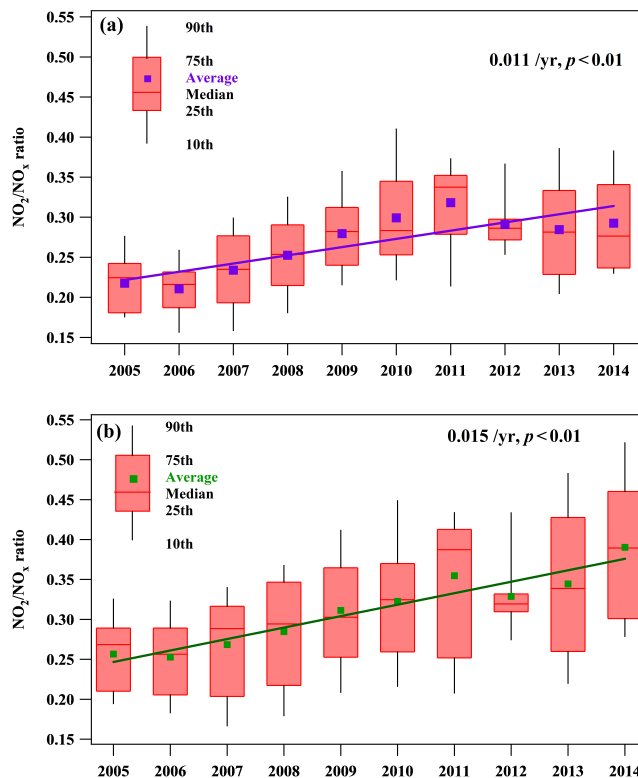 (a)
0.55
0.50
0.45
0.40
0.35
0.30
0.25
0.20
0.15
NO₂/NOₓ ratio
90th
75th
Average
Median
25th
10th
0.011 /yr, p < 0.01
2005 2006 2007 2008 2009 2010 2011 2012 2013 2014
(b)
0.55
0.50
0.45
0.40
0.35
0.30
0.25
0.20
0.15
NO₂/NOₓ ratio
90th
75th
Average
Median
25th
10th
0.015 /yr, p < 0.01
2005 2006 2007 2008 2009 2010 2011 2012 2013 2014